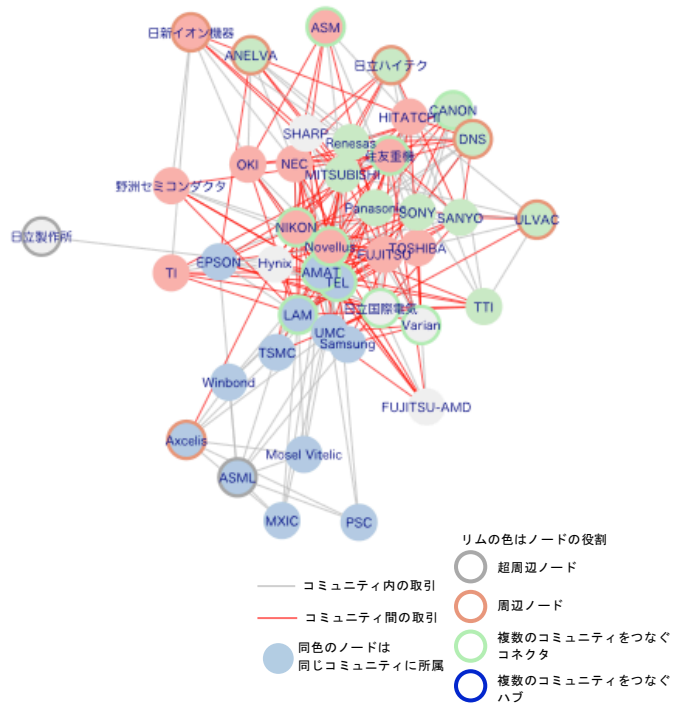 ASM
日新イオン機器
ANELVA
日立ハイテク
CANON
HITATCHI
SHARP
DNS
Renesas
住友重機
OKI
NEC
MITSUBISHI
野洲セミコンダクタ
Panasonic
SONY
SANYO
ULVAC
NIKON
日立製作所
Novellus
TOSHIBA
FUJITSU
EPSON
Hynix
TI
AMAT
TEL
日立国際電気
TTI
LAM
Varian
UMC
Samsung
TSMC
Winbond
FUJITSU-AMD
Axcelis
Mosel Vitelic
ASML
MXIC
PSC
リムの色はノードの役割
超周辺ノード
コミュニティ内の取引
周辺ノード
コミュニティ間の取引
複数のコミュニティをつなぐ
コネクタ
同色のノードは
同じコミュニティに所属
複数のコミュニティをつなぐ
ハブ